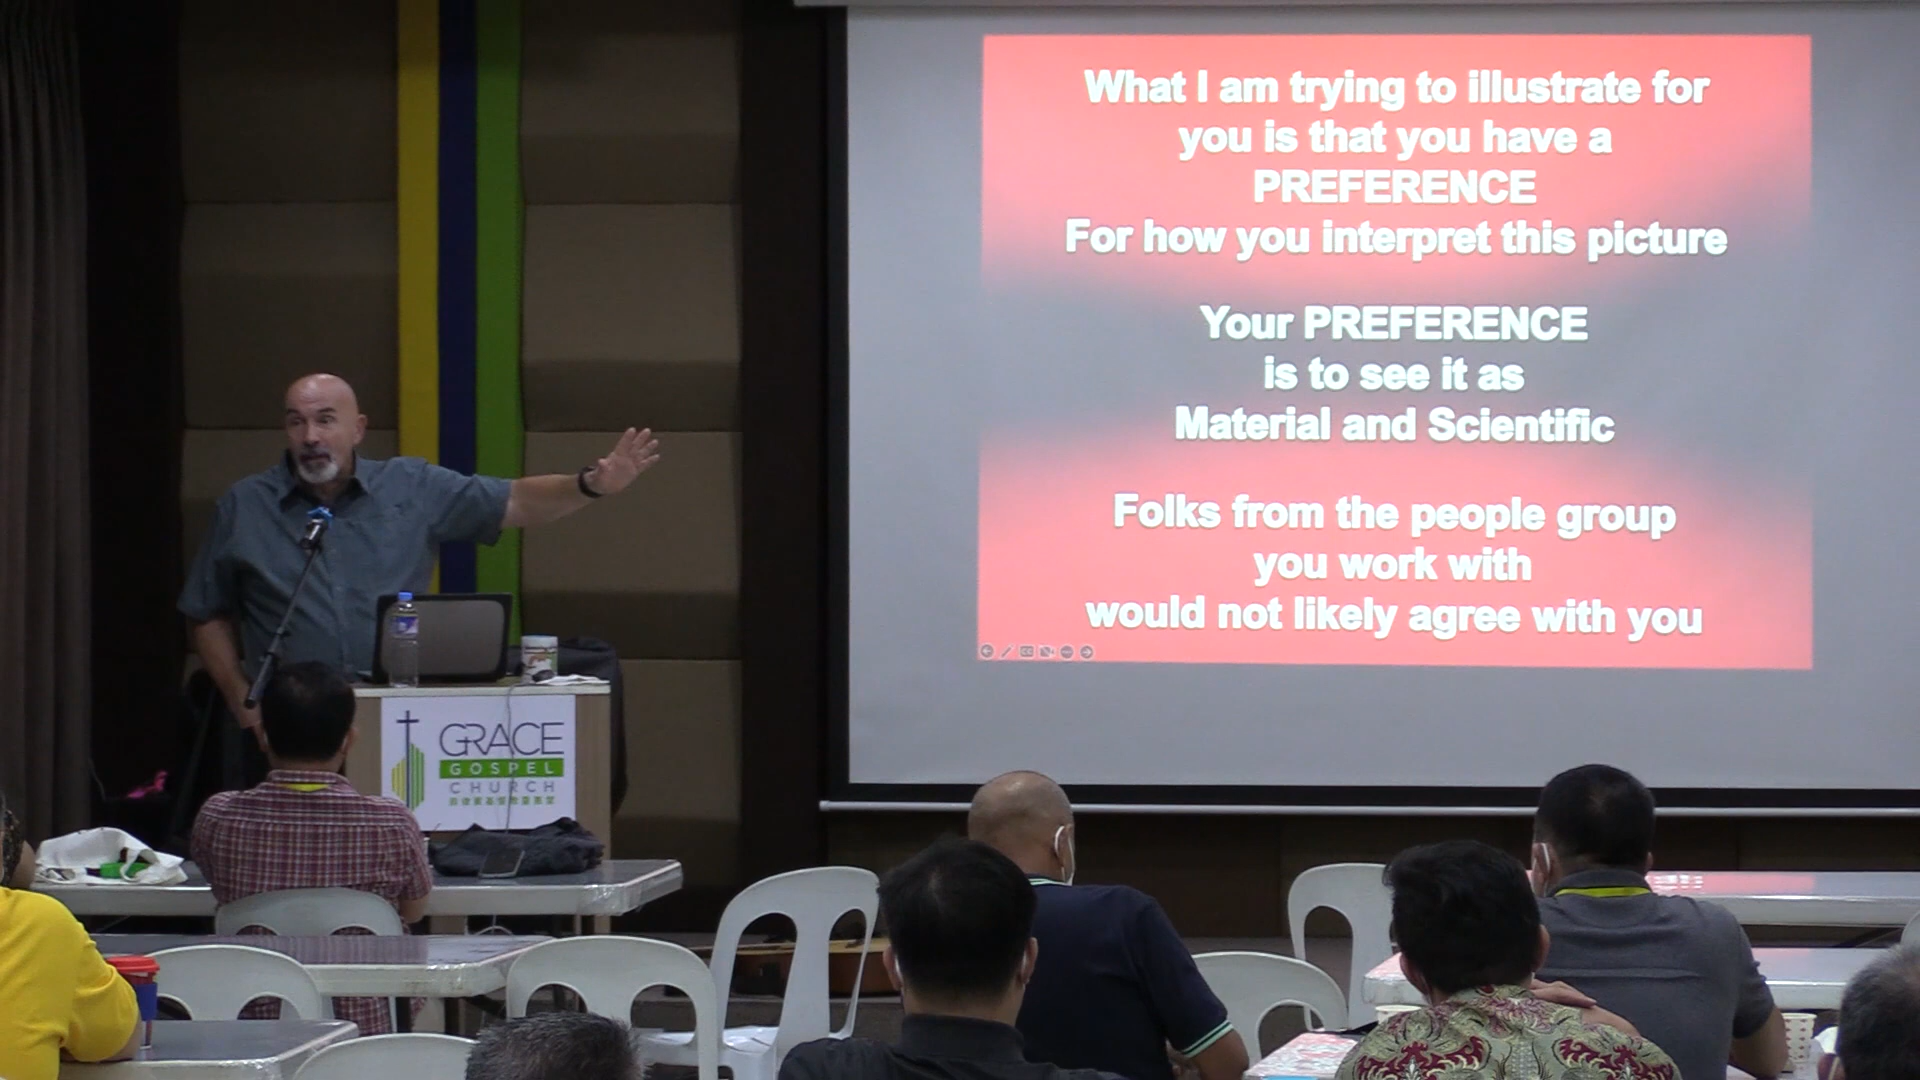 What I am trying to illustrate for
you is that you have a
PREFERENCE
For how you interpret this picture
Your PREFERENCE
is to see it as
Material and Scientific
Folks from the people group
you work with
would not likely agree with you
GRACE
GOSPEL
CHURCH